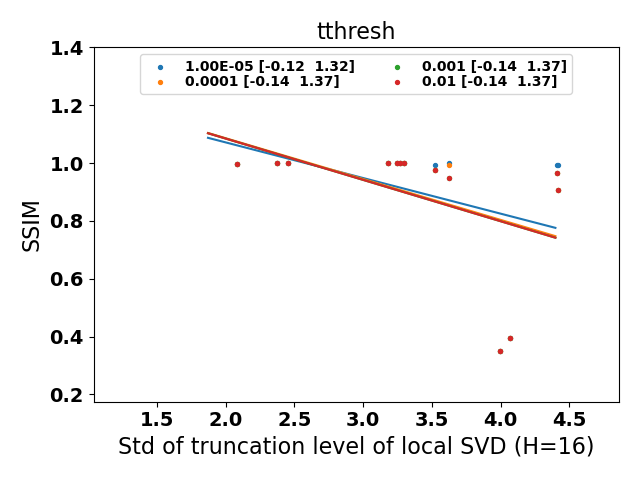 tthresh
1.00E-05 [-0.12 1.32]
0.0001 [-0.14 1.37]
0.001 [-0.14 1.37]
0.01 [-0.14 1.37]
1.4
1.2
1.0
0.8
0.6
0.4
0.2
SSIM
1.5 2.0 2.5 3.0 3.5 4.0 4.5
Std of truncation level of local SVD (H=16)